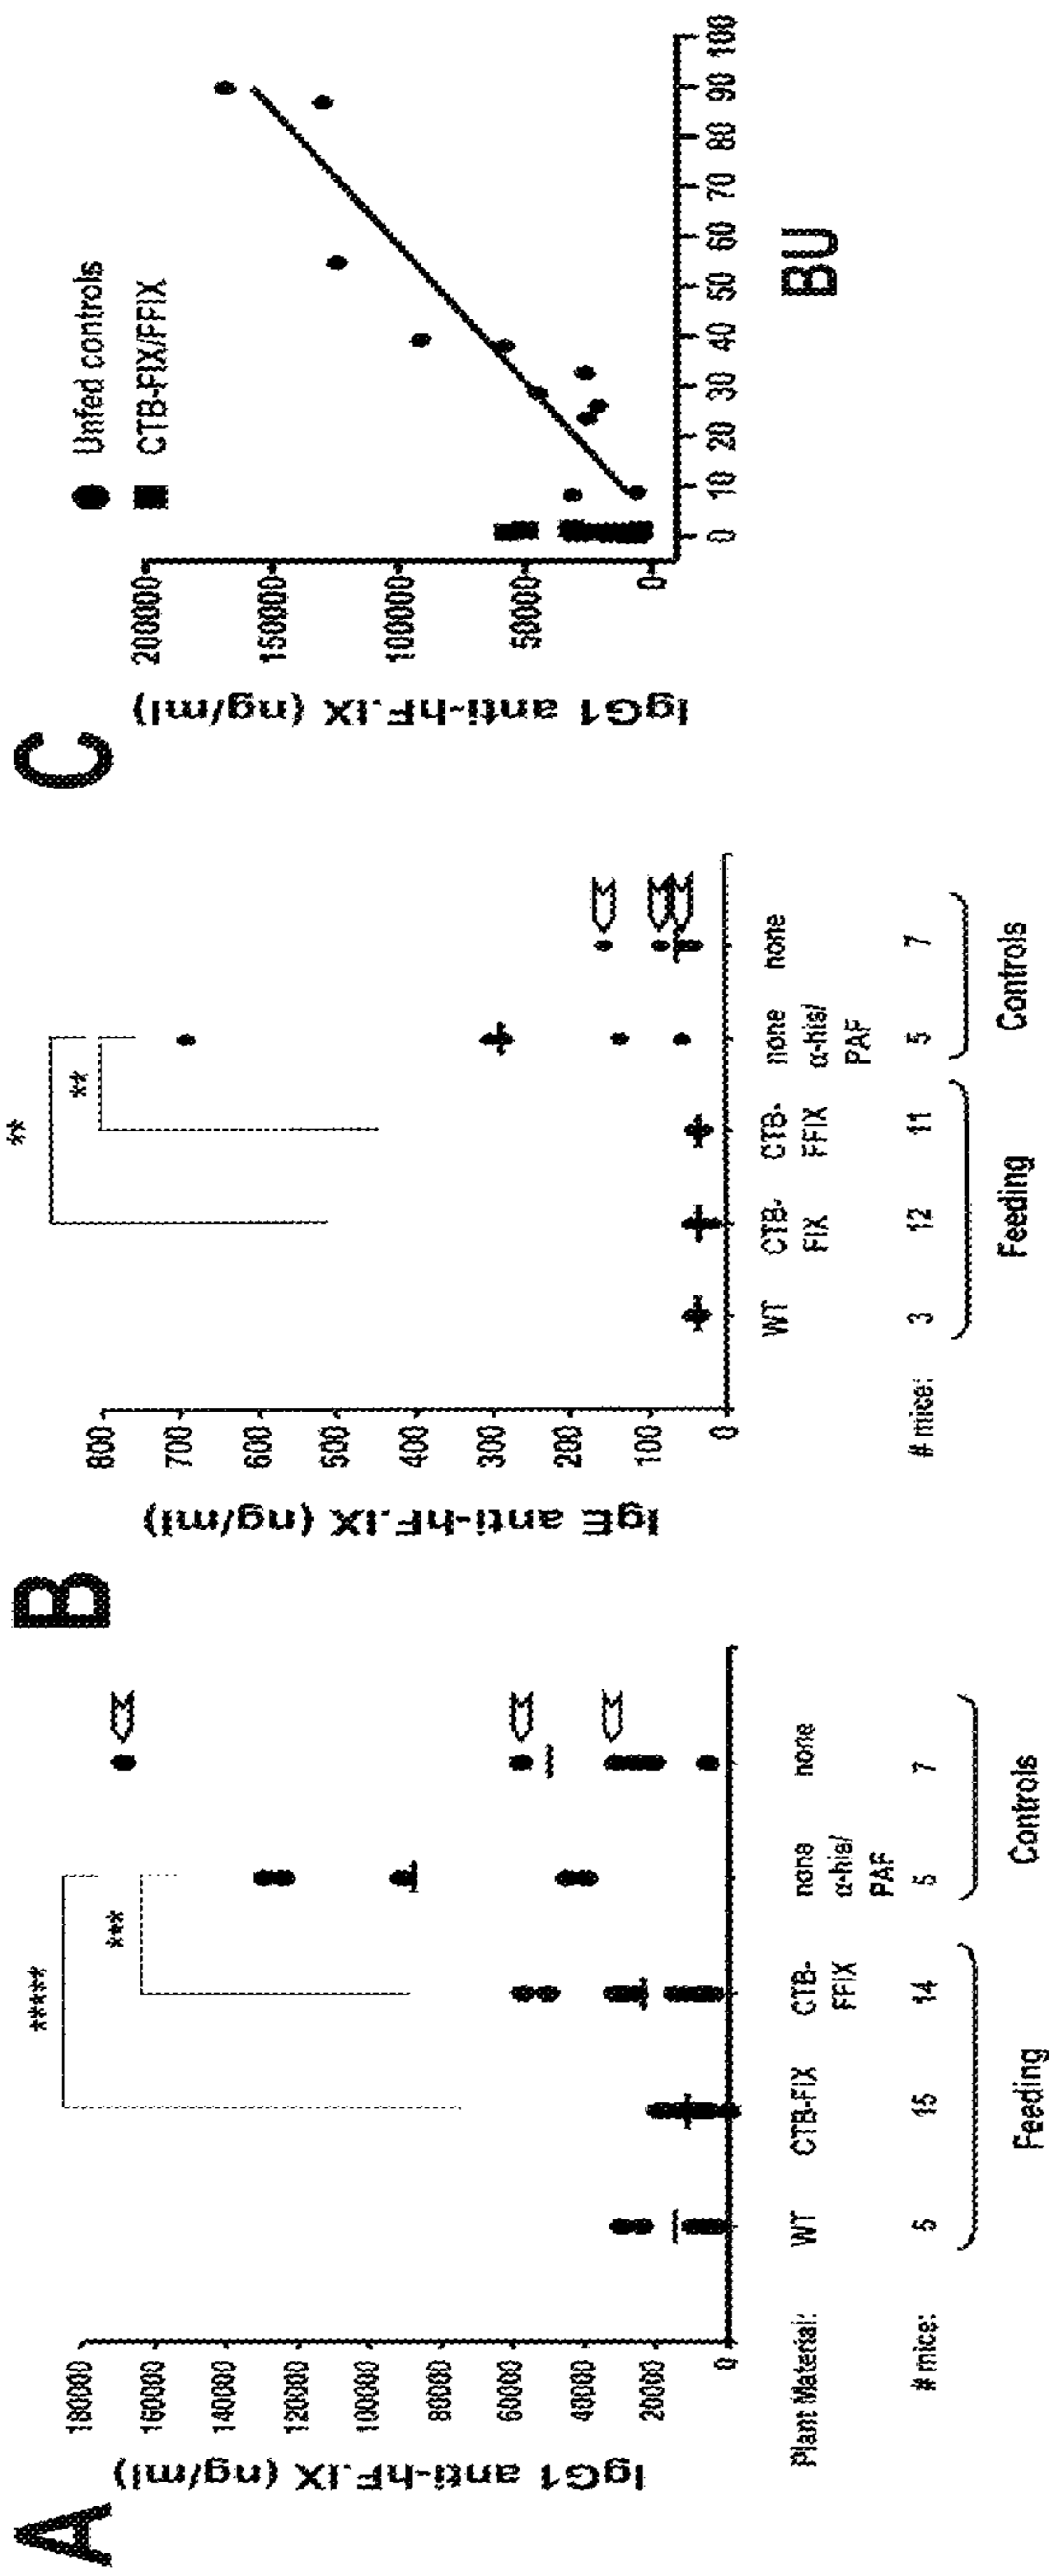 A
IgG1 anti-hF.IX (ng/ml)
180000
160000
140000
120000
100000
80000
60000
40000
20000
0
*****
***
Plant Material: WT CTB-FIX CTB-FFIX none α-his/PAF none
# mice: 5 15 14 5 7
Feeding Controls
B
IgE anti-hF.IX (ng/ml)
800
700
600
500
400
300
200
100
0
**
**
WT CTB-FIX CTB-FFIX none α-his/PAF none
# mice: 3 12 11 5 7
Feeding Controls
C
IgG1 anti-hF.IX (ng/ml)
200000
150000
100000
50000
0
Unfed controls
CTB-FIX/FFIX
0 10 20 30 40 50 60 70 80 90 100
BU